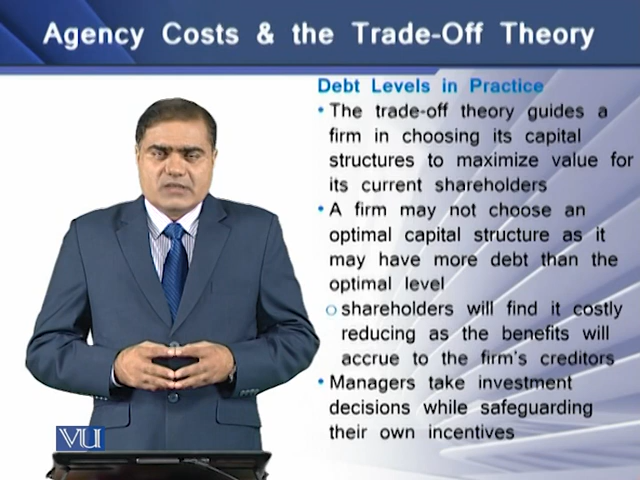 Agency Costs & the Trade-Off Theory
Debt Levels in Practice
• The trade-off theory guides a
firm in choosing its capital
structures to maximize value for
its current shareholders
• A firm may not choose an
optimal capital structure as it
may have more debt than the
optimal level
○ shareholders will find it costly
reducing as the benefits will
accrue to the firm's creditors
• Managers take investment
decisions while safeguarding
their own incentives
VU